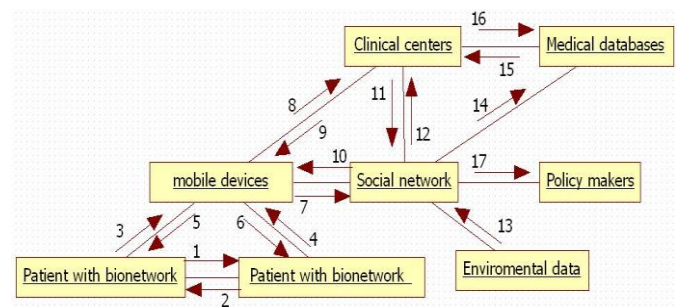 16
Clinical centers
Medical databases
15
8
11
14
9
12
10
17
mobile devices
Social network
Policy makers
7
3
5
6
4
13
1
Patient with bionetwork
Patient with bionetwork
Enviromental data
2